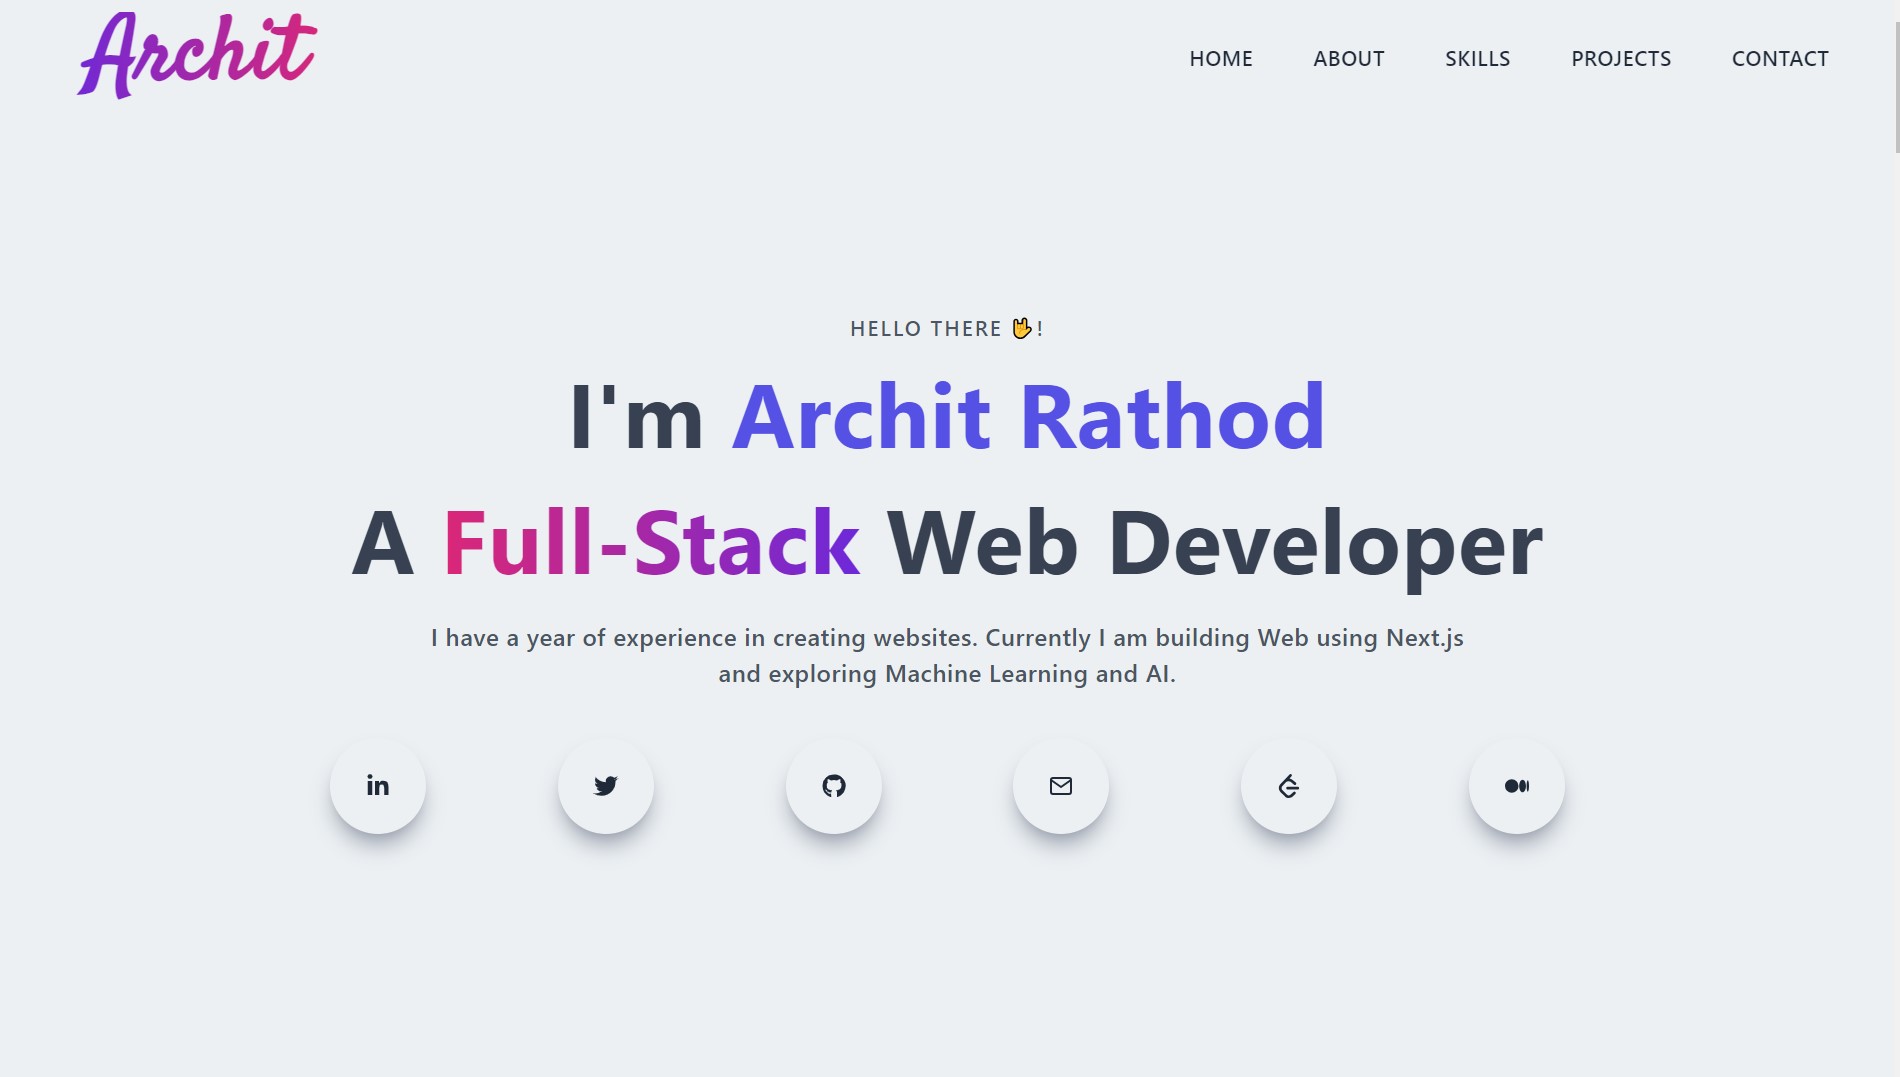 Archit
HOME ABOUT SKILLS PROJECTS CONTACT
HELLO THERE 🤟!
I'm Archit Rathod
A Full-Stack Web Developer
I have a year of experience in creating websites. Currently I am building Web using Next.js
and exploring Machine Learning and AI.
in